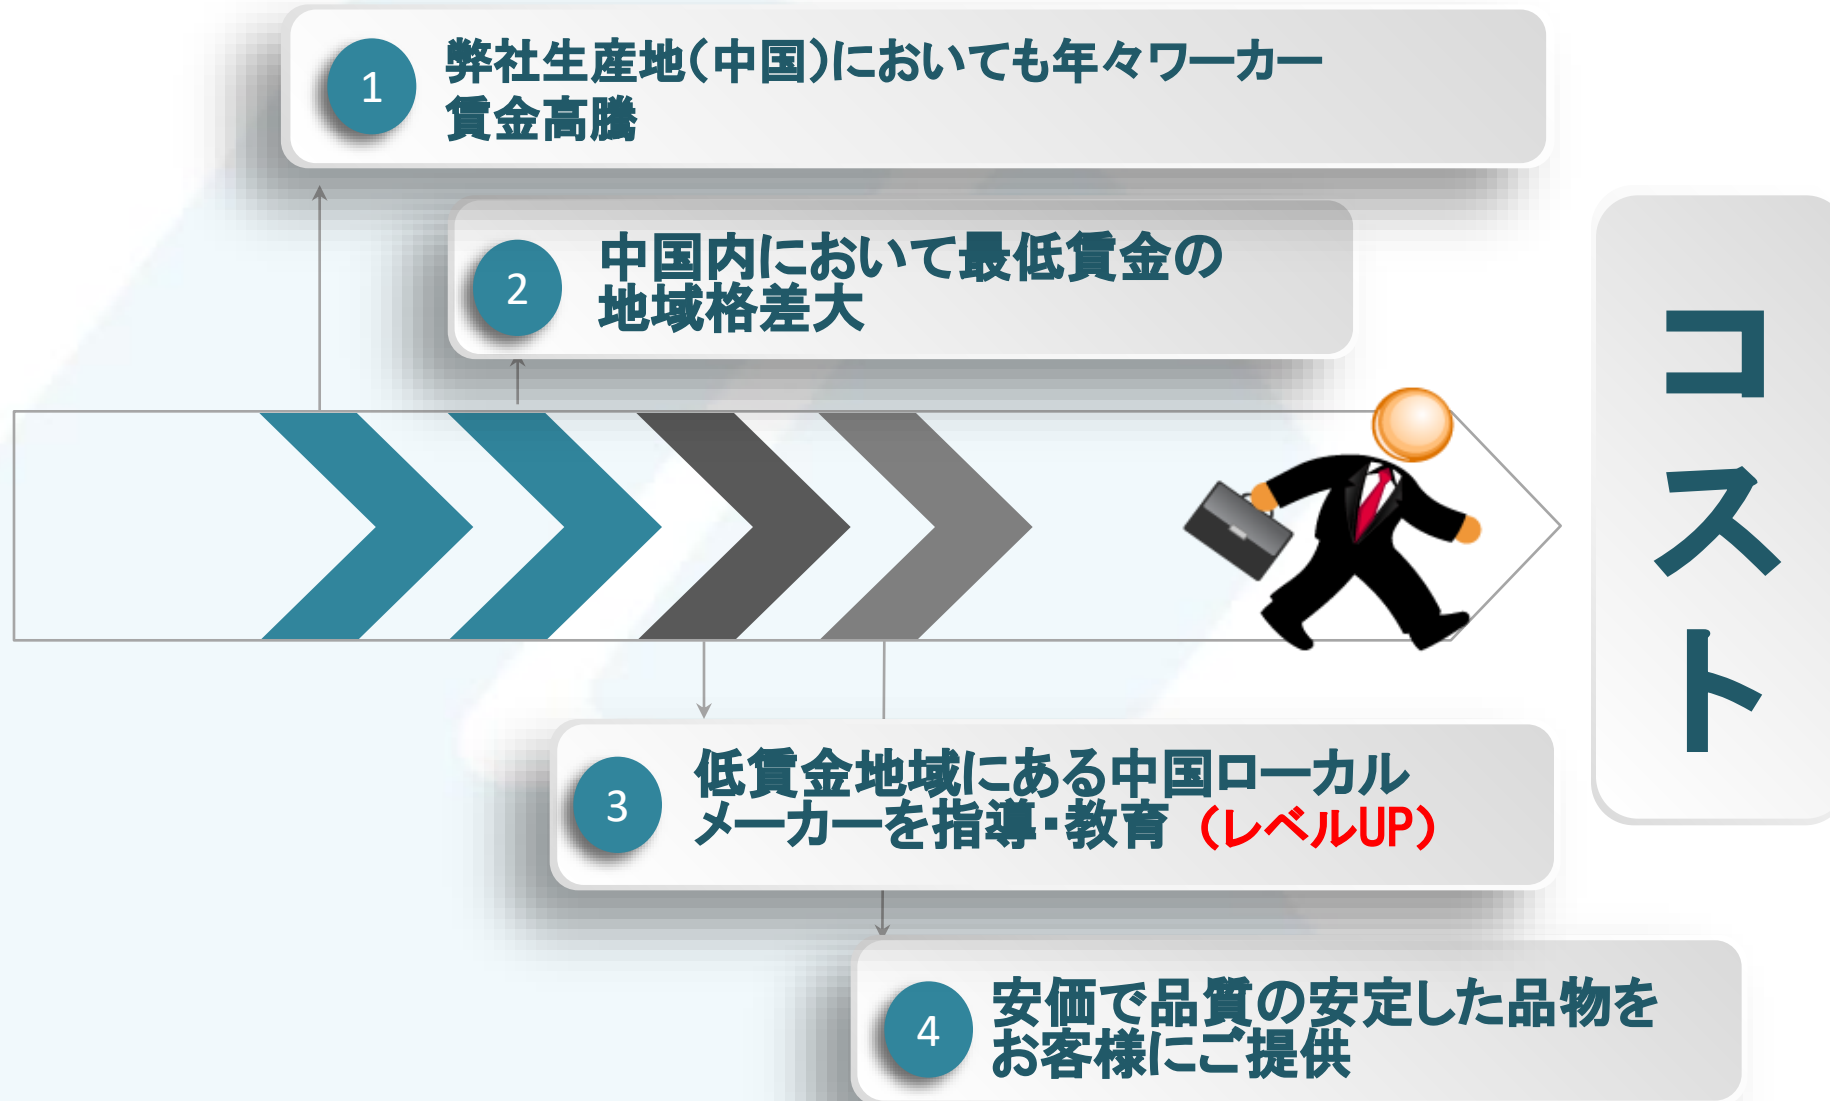 1
弊社生産地（中国）においても年々ワーカー
賃金高騰
2
中国内において最低賃金の
地域格差大
コスト
3
低賃金地域にある中国ローカル
メーカーを指導・教育 （レベルUP）
4
安価で品質の安定した品物を
お客様にご提供